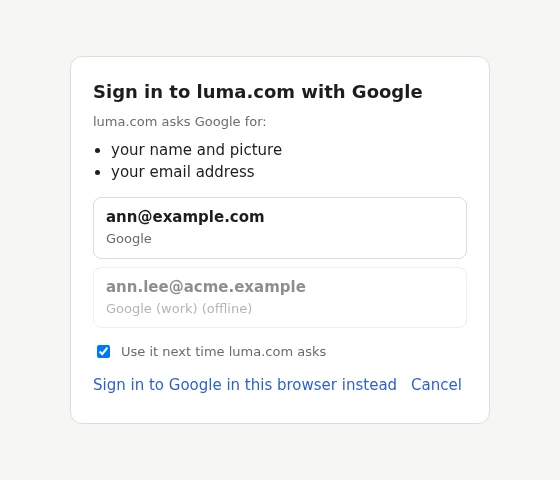 Sign in to luma.com with Google
luma.com asks Google for:
• your name and picture
• your email address
ann@example.com
Google
ann.lee@acme.example
Google (work) (offline)
Use it next time luma.com asks
Sign in to Google in this browser instead Cancel